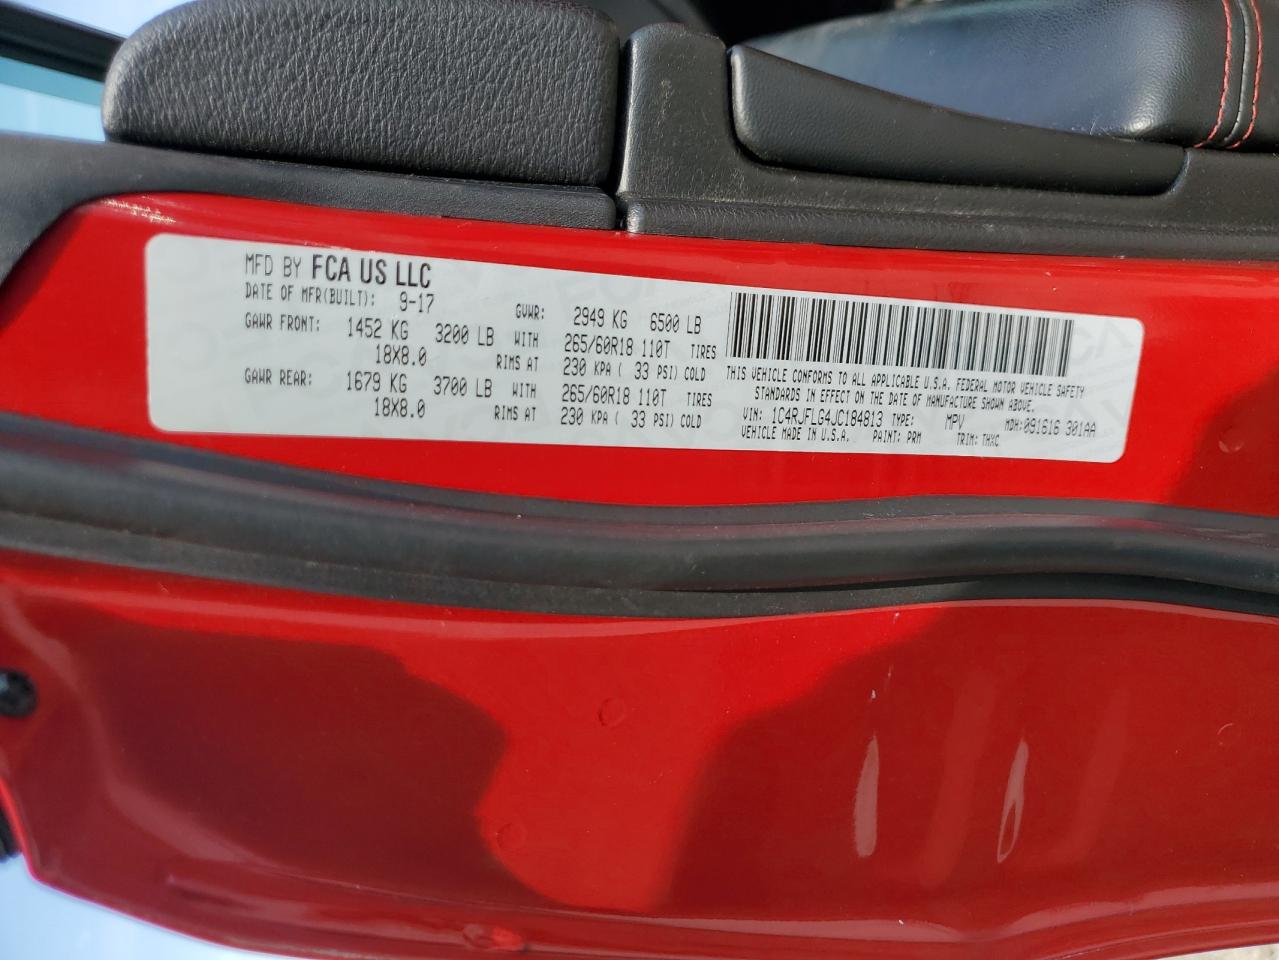 MFD BY FCA US LLC
DATE OF MFR(BUILT): 9-17 GVWR: 2949 KG 6500 LB
GAWR FRONT: 1452 KG 3200 LB WITH 265/60R18 110T TIRES
18X8.0 RIMS AT 230 KPA ( 33 PSI) COLD
GAWR REAR: 1679 KG 3700 LB WITH 265/60R18 110T TIRES
18X8.0 RIMS AT 230 KPA ( 33 PSI) COLD
THIS VEHICLE CONFORMS TO ALL APPLICABLE U.S.A. FEDERAL MOTOR VEHICLE SAFETY
STANDARDS IN EFFECT ON THE DATE OF MANUFACTURE SHOWN ABOVE.
VIN: 1C4RJFLG4JC184813 TYPE: MPV MDH:091616 301AA
VEHICLE MADE IN U.S.A. PAINT: PRM TRIM: THXC